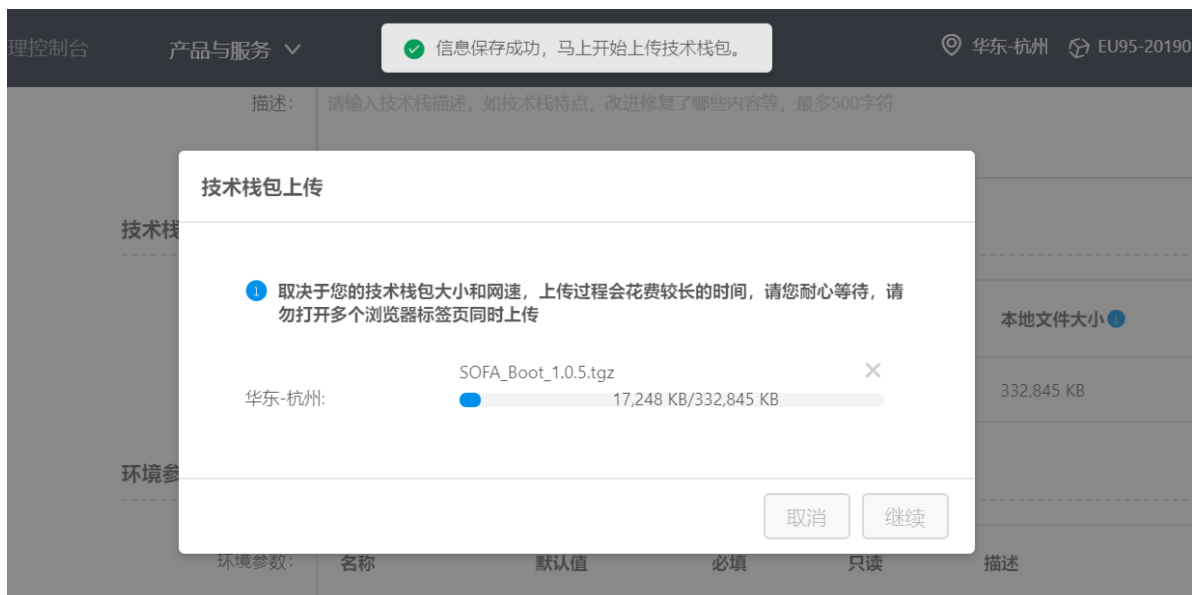 理控制台
产品与服务
信息保存成功，马上开始上传技术栈包。
华东-杭州
EU95-20190
描述：
请输入技术栈描述，如技术栈特点，改进修复了哪些内容等，最多500字符
技术栈包上传
技术栈
取决于您的技术栈包大小和网速，上传过程会花费较长的时间，请您耐心等待，请
勿打开多个浏览器标签页同时上传
本地文件大小
SOFA_Boot_1.0.5.tgz
华东-杭州:
17,248 KB/332,845 KB
332,845 KB
环境参
取消
继续
环境参数：
名称
默认值
必填
只读
描述